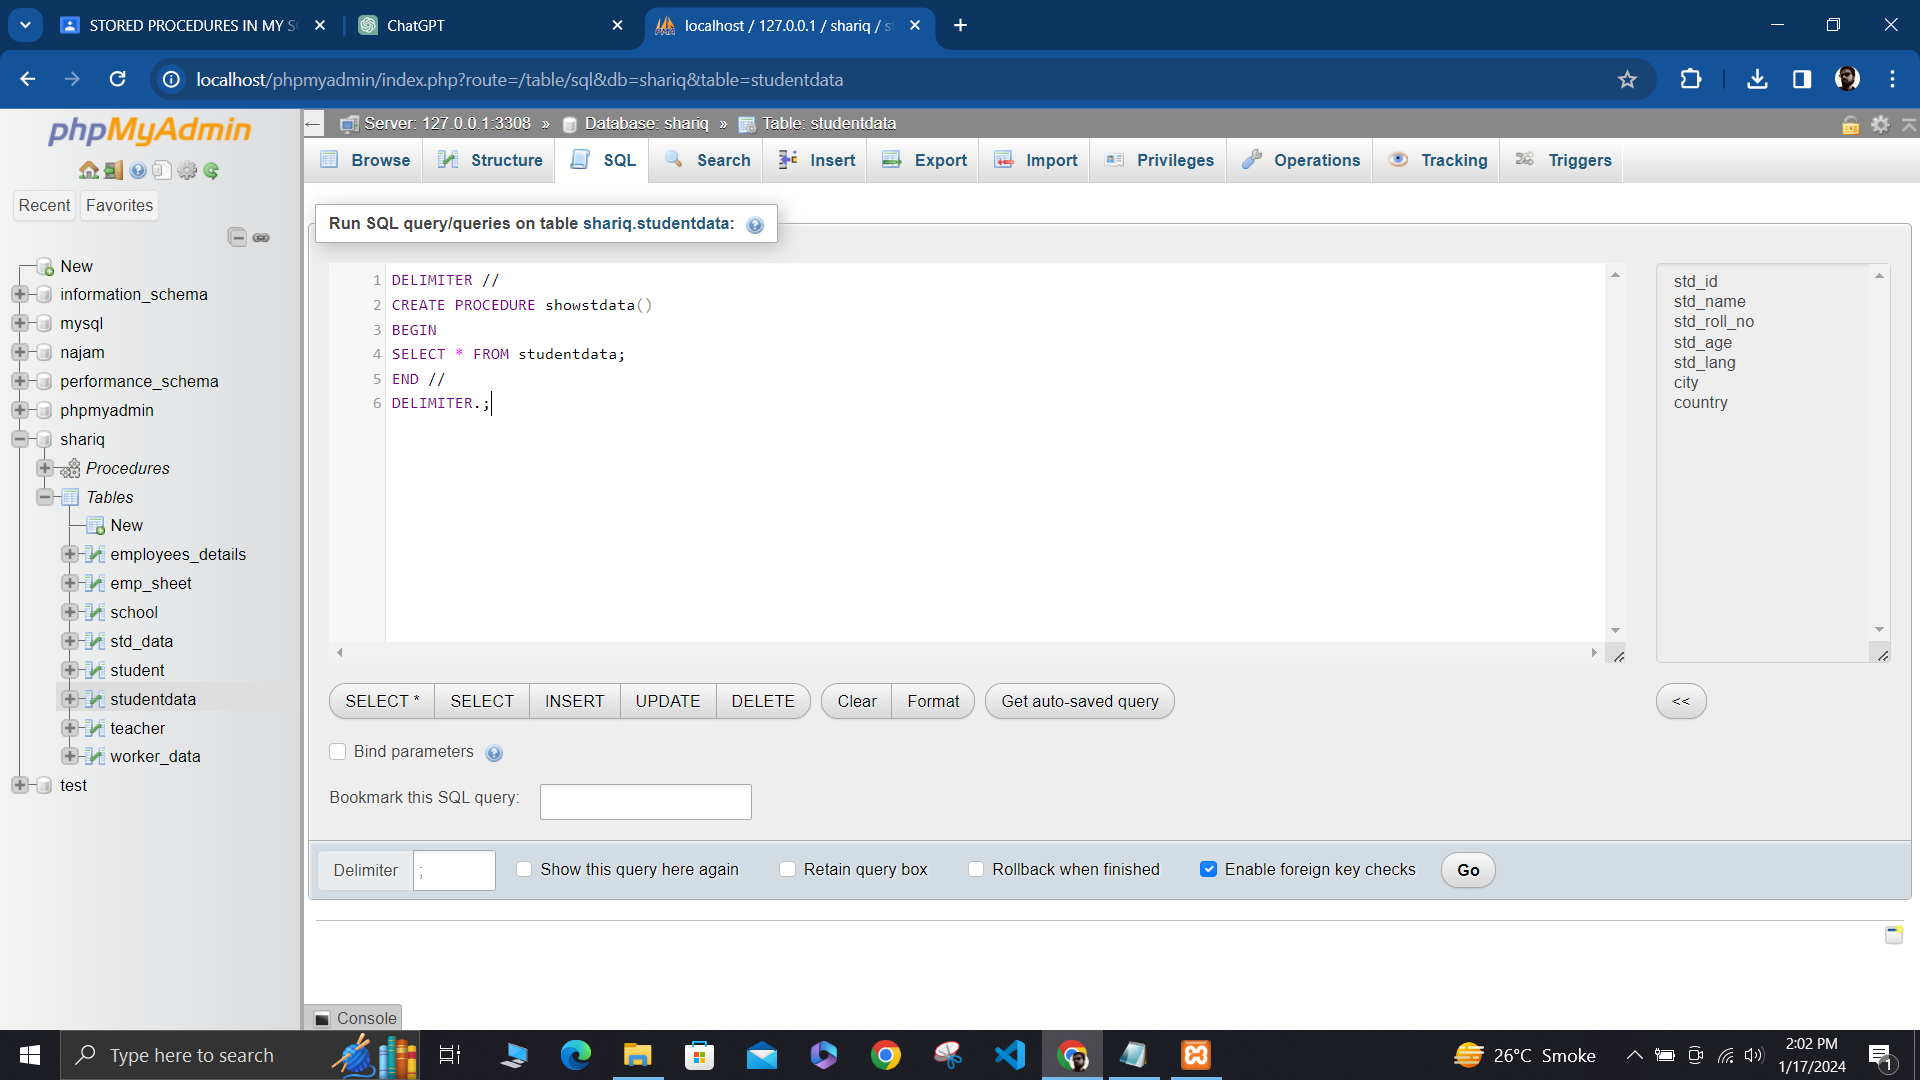 STORED PROCEDURES IN MY S
ChatGPT
localhost / 127.0.0.1 / shariq / s
localhost/phpmyadmin/index.php?route=/table/sql&db=shariq&table=studentdata
phpMyAdmin
Recent
Favorites
New
information_schema
mysql
najam
performance_schema
phpmyadmin
shariq
Procedures
Tables
New
employees_details
emp_sheet
school
std_data
student
studentdata
teacher
worker_data
test
Server: 127.0.0.1:3308 » Database: shariq » Table: studentdata
Browse
Structure
SQL
Search
Insert
Export
Import
Privileges
Operations
Tracking
Triggers
Run SQL query/queries on table shariq.studentdata:
1 DELIMITER //
2 CREATE PROCEDURE showstdata()
3 BEGIN
4 SELECT * FROM studentdata;
5 END //
6 DELIMITER.;
std_id
std_name
std_roll_no
std_age
std_lang
city
country
SELECT *
SELECT
INSERT
UPDATE
DELETE
Clear
Format
Get auto-saved query
<<
Bind parameters
Bookmark this SQL query:
Delimiter
;
Show this query here again
Retain query box
Rollback when finished
Enable foreign key checks
Go
Console
Type here to search
26°C Smoke
2:02 PM
1/17/2024
1